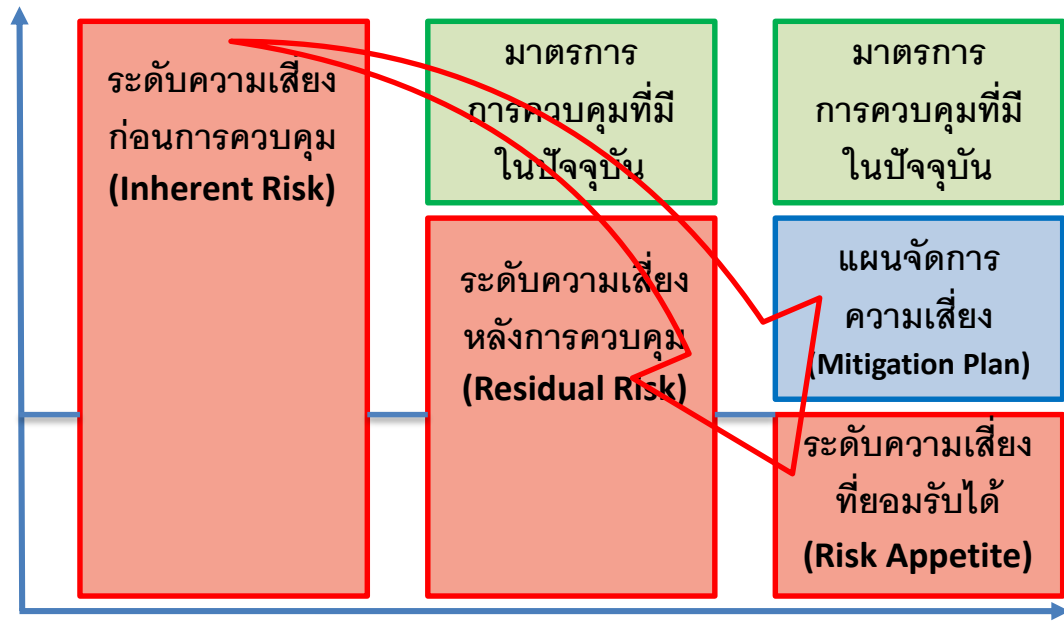 ระดับความเสี่ยง
ก่อนการควบคุม
(Inherent Risk)
มาตรการ
การควบคุมที่มี
ในปัจจุบัน
ระดับความเสี่ยง
หลังการควบคุม
(Residual Risk)
มาตรการ
การควบคุมที่มี
ในปัจจุบัน
แผนจัดการ
ความเสี่ยง
(Mitigation Plan)
ระดับความเสี่ยง
ที่ยอมรับได้
(Risk Appetite)